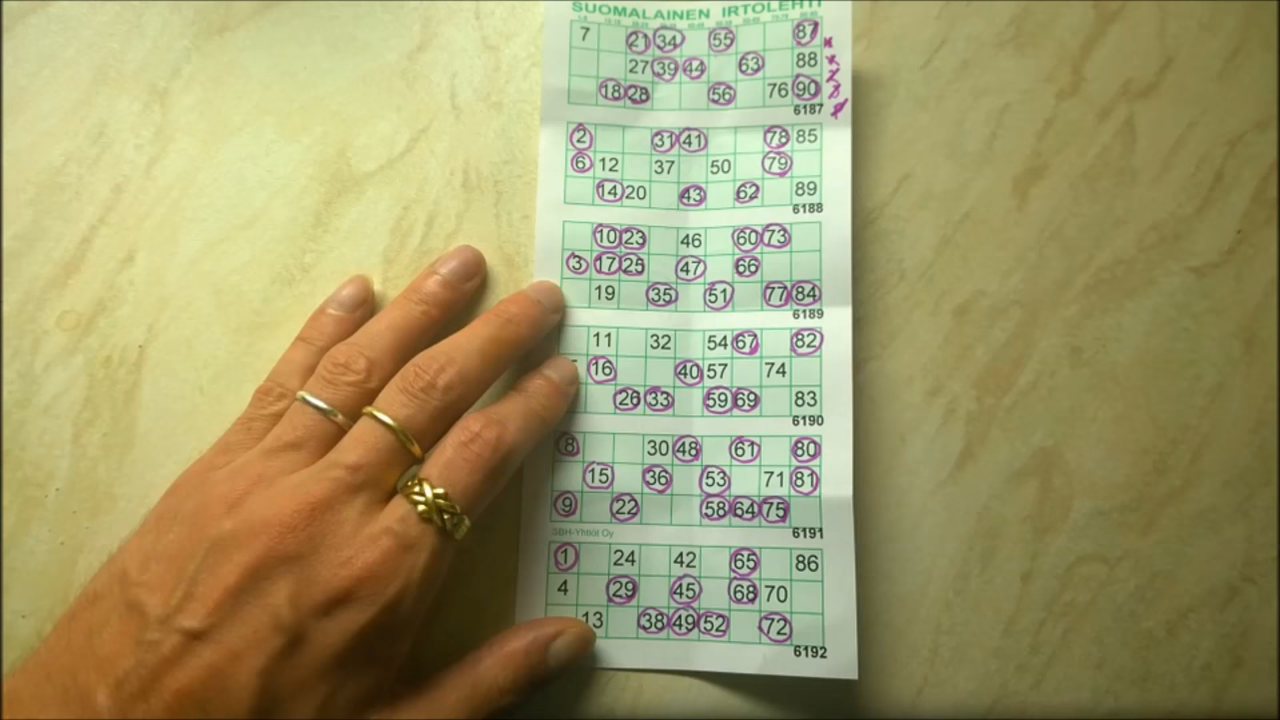 SUOMALAINEN IRTOLEHTI
7 21 34 55 87
27 39 44 63 88
18 28 56 76 90
6187
2 31 41 78 85
6 12 37 50 79
14 20 43 62 89
6188
10 23 46 60 73
3 17 25 47 66
19 35 51 77 84
6189
11 32 54 67 82
16 40 57 74
26 33 59 69 83
6190
8 30 48 61 80
15 36 53 71 81
9 22 58 64 75
6191
SBH-Yhtiöt Oy
1 24 42 65 86
4 29 45 68 70
13 38 49 52 72
6192